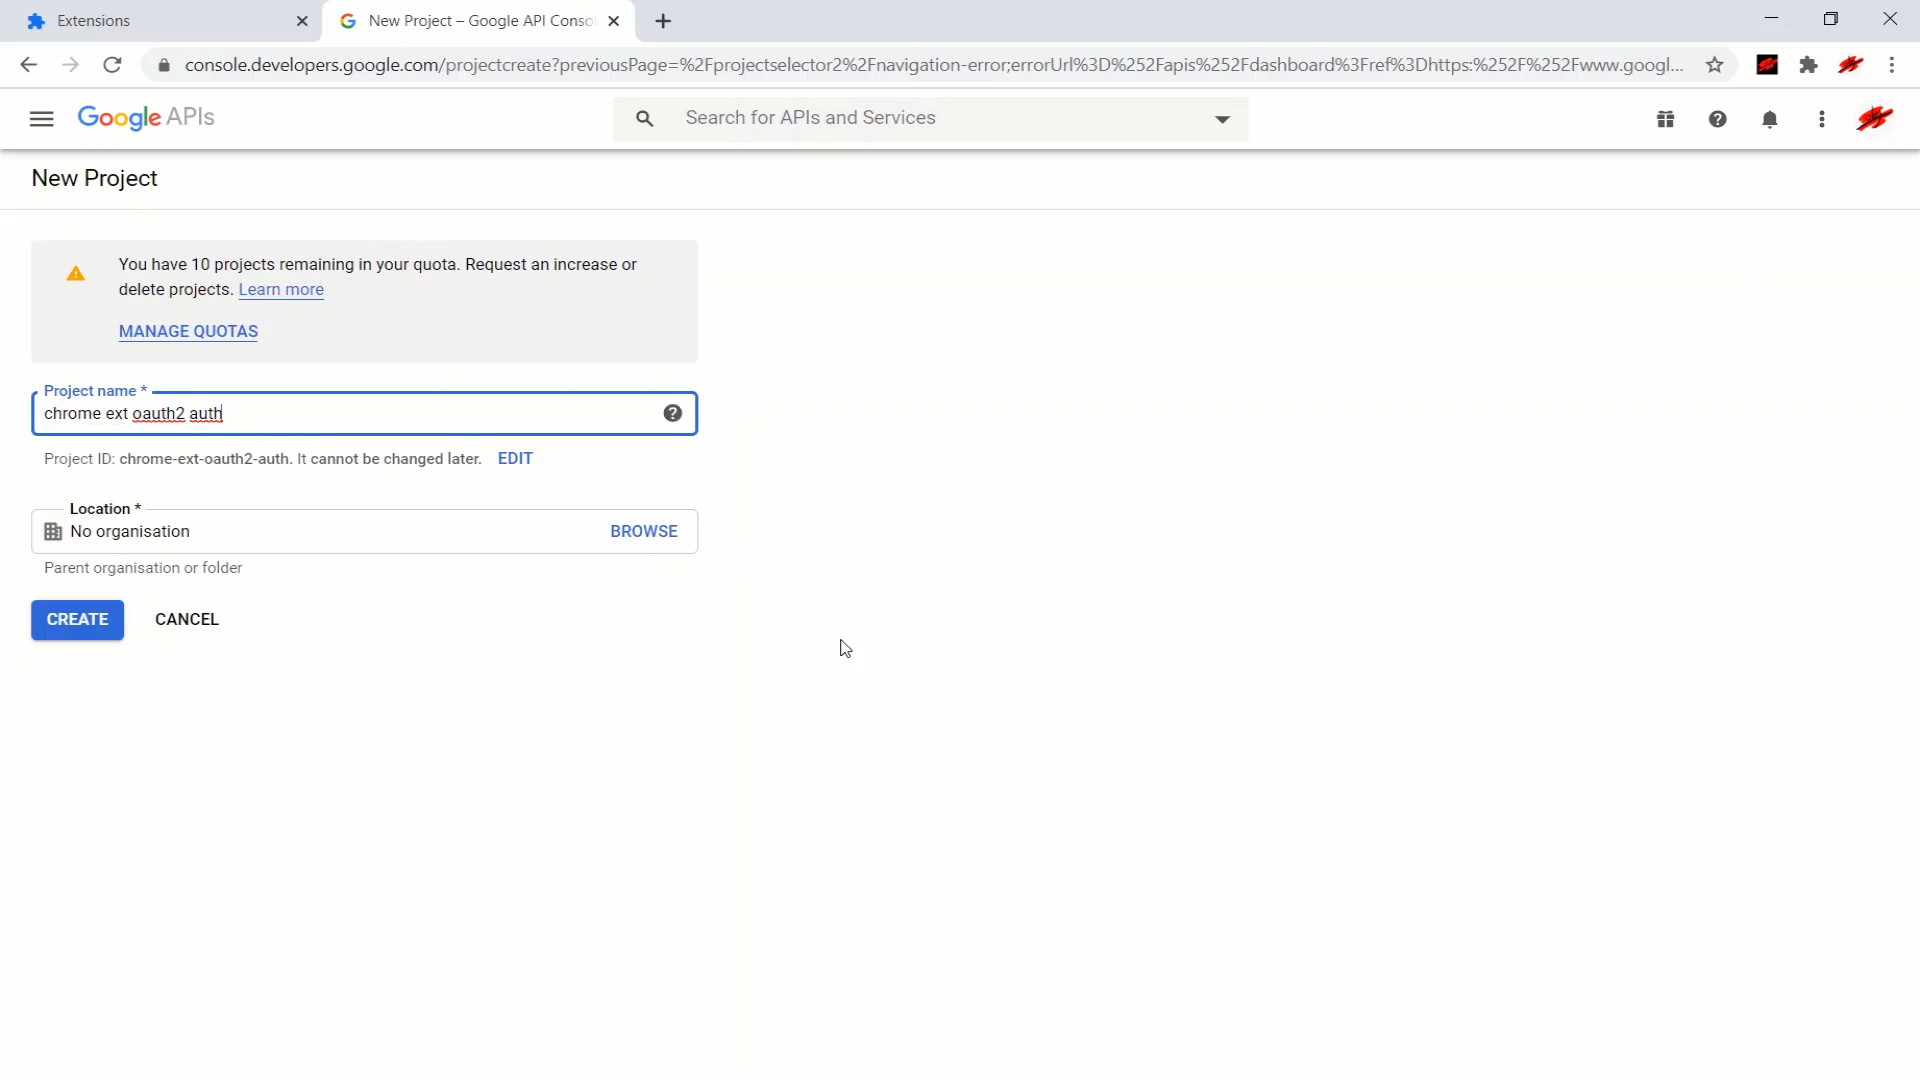 Extensions
New Project – Google API Conso
console.developers.google.com/projectcreate?previousPage=%2Fprojectselector2%2Fnavigation-error;errorUrl%3D%252Fapis%252Fdashboard%3Fref%3Dhttps:%252F%252Fwww.googl...
Google APIs
Search for APIs and Services
New Project
You have 10 projects remaining in your quota. Request an increase or
delete projects. Learn more
MANAGE QUOTAS
Project name *
chrome ext oauth2 auth
Project ID: chrome-ext-oauth2-auth. It cannot be changed later. EDIT
Location *
No organisation BROWSE
Parent organisation or folder
CREATE CANCEL